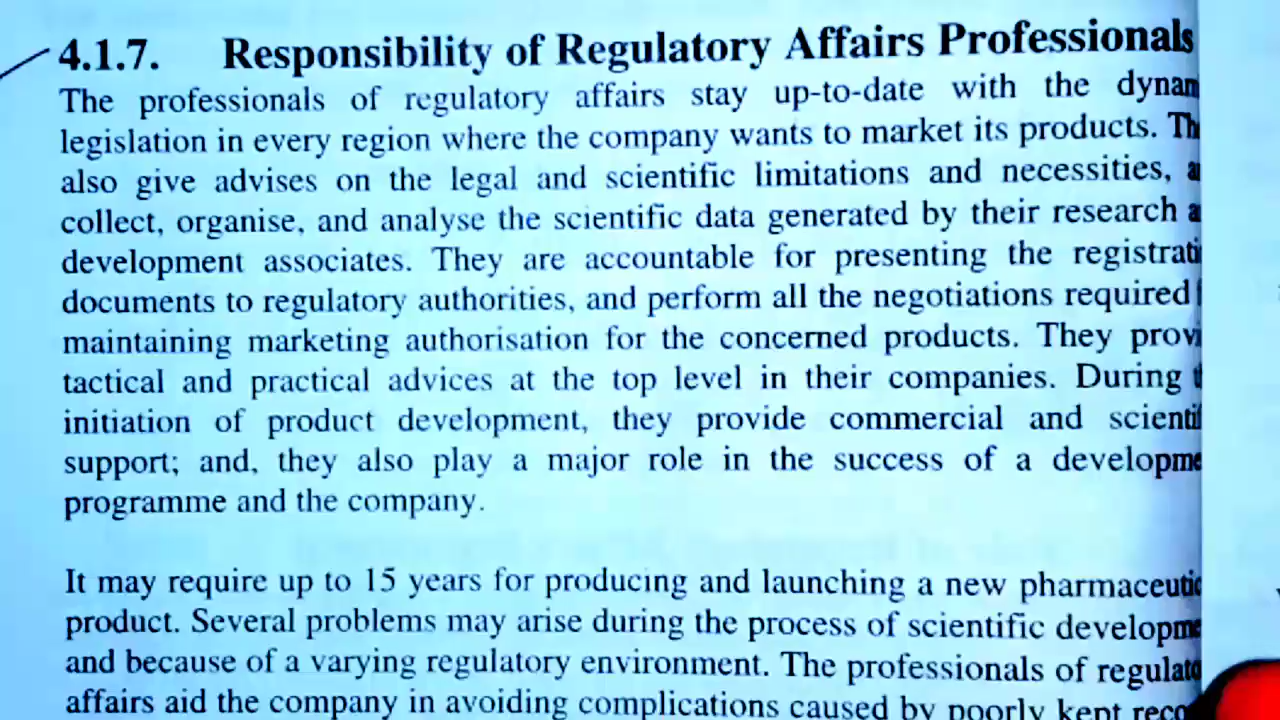 4.1.7. Responsibility of Regulatory Affairs Professionals
The professionals of regulatory affairs stay up-to-date with the dynam
legislation in every region where the company wants to market its products. Th
also give advises on the legal and scientific limitations and necessities, a
collect, organise, and analyse the scientific data generated by their research a
development associates. They are accountable for presenting the registrati
documents to regulatory authorities, and perform all the negotiations required
maintaining marketing authorisation for the concerned products. They provi
tactical and practical advices at the top level in their companies. During t
initiation of product development, they provide commercial and scientif
support; and, they also play a major role in the success of a developme
programme and the company.
It may require up to 15 years for producing and launching a new pharmaceutic
product. Several problems may arise during the process of scientific developme
and because of a varying regulatory environment. The professionals of regulato
affairs aid the company in avoiding complications caused by poorly kept reco